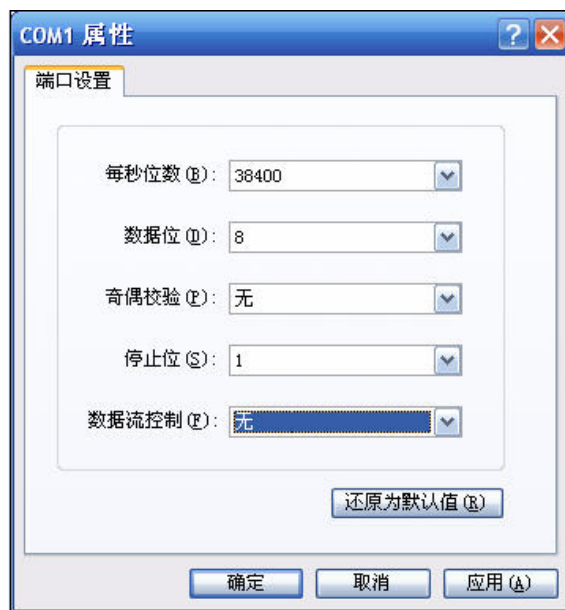 COM1 属性
端口设置
每秒位数(B): 38400
数据位(D): 8
奇偶校验(P): 无
停止位(S): 1
数据流控制(F): 无
还原为默认值(R)
确定 取消 应用(A)